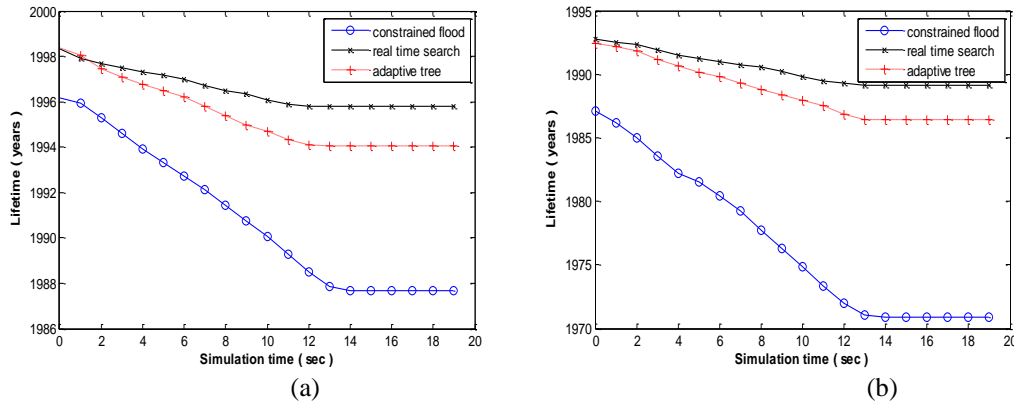 2000
1998
1996
1994
1992
1990
1988
1986
Lifetime ( years )
0 2 4 6 8 10 12 14 16 18 20
Simulation time ( sec )
constrained flood
real time search
adaptive tree
(a)
1995
1990
1985
1980
1975
1970
Lifetime ( years )
0 2 4 6 8 10 12 14 16 18 20
Simulation time ( sec )
constrained flood
real time search
adaptive tree
(b)